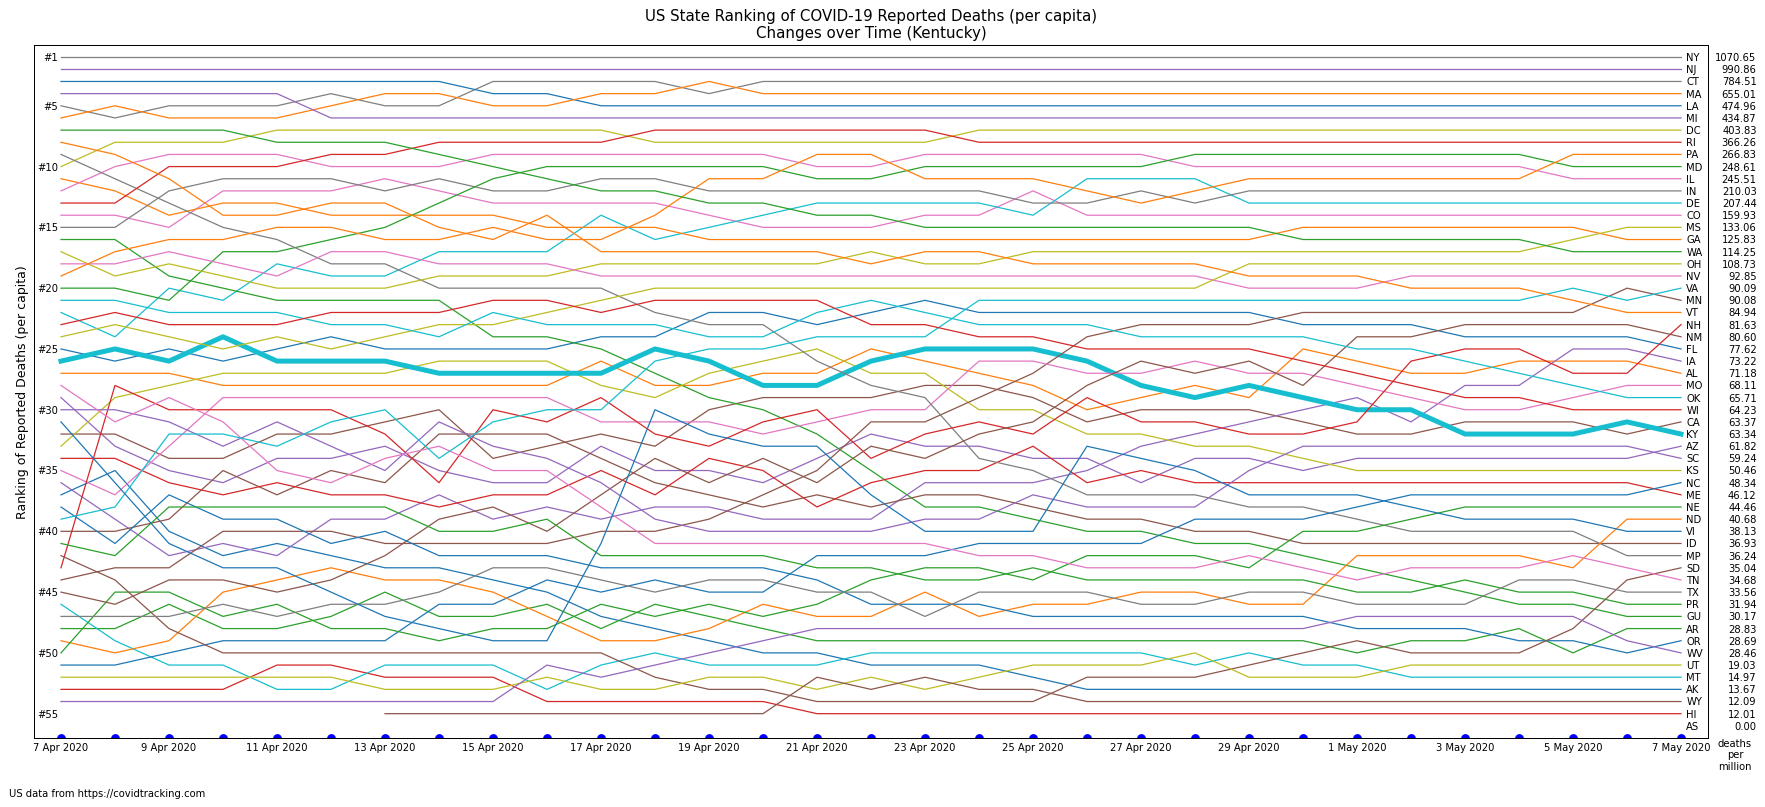 US State Ranking of COVID-19 Reported Deaths (per capita)
Changes over Time (Kentucky)
Ranking of Reported Deaths (per capita)
#1
#5
#10
#15
#20
#25
#30
#35
#40
#45
#50
#55
NY 1070.65
NJ 990.86
CT 784.51
MA 655.01
LA 474.96
MI 434.87
DC 403.83
RI 366.26
PA 266.83
MD 248.61
IL 245.51
IN 210.03
DE 207.44
CO 159.93
MS 133.06
GA 125.83
WA 114.25
OH 108.73
NV 92.85
VA 90.09
MN 90.08
VT 84.94
NH 81.63
NM 80.60
FL 77.62
IA 73.22
AL 71.18
MO 68.11
OK 65.71
WI 64.23
CA 63.37
KY 63.34
AZ 61.82
SC 59.24
KS 50.46
NC 48.34
ME 46.12
NE 44.46
ND 40.68
VI 38.13
ID 36.93
MP 36.24
SD 35.04
TN 34.68
TX 33.56
PR 31.94
GU 30.17
AR 28.83
OR 28.69
WV 28.46
UT 19.03
MT 14.97
AK 13.67
WY 12.09
HI 12.01
AS 0.00
7 Apr 2020 9 Apr 2020 11 Apr 2020 13 Apr 2020 15 Apr 2020 17 Apr 2020 19 Apr 2020 21 Apr 2020 23 Apr 2020 25 Apr 2020 27 Apr 2020 29 Apr 2020 1 May 2020 3 May 2020 5 May 2020 7 May 2020
deaths
per
million
US data from https://covidtracking.com